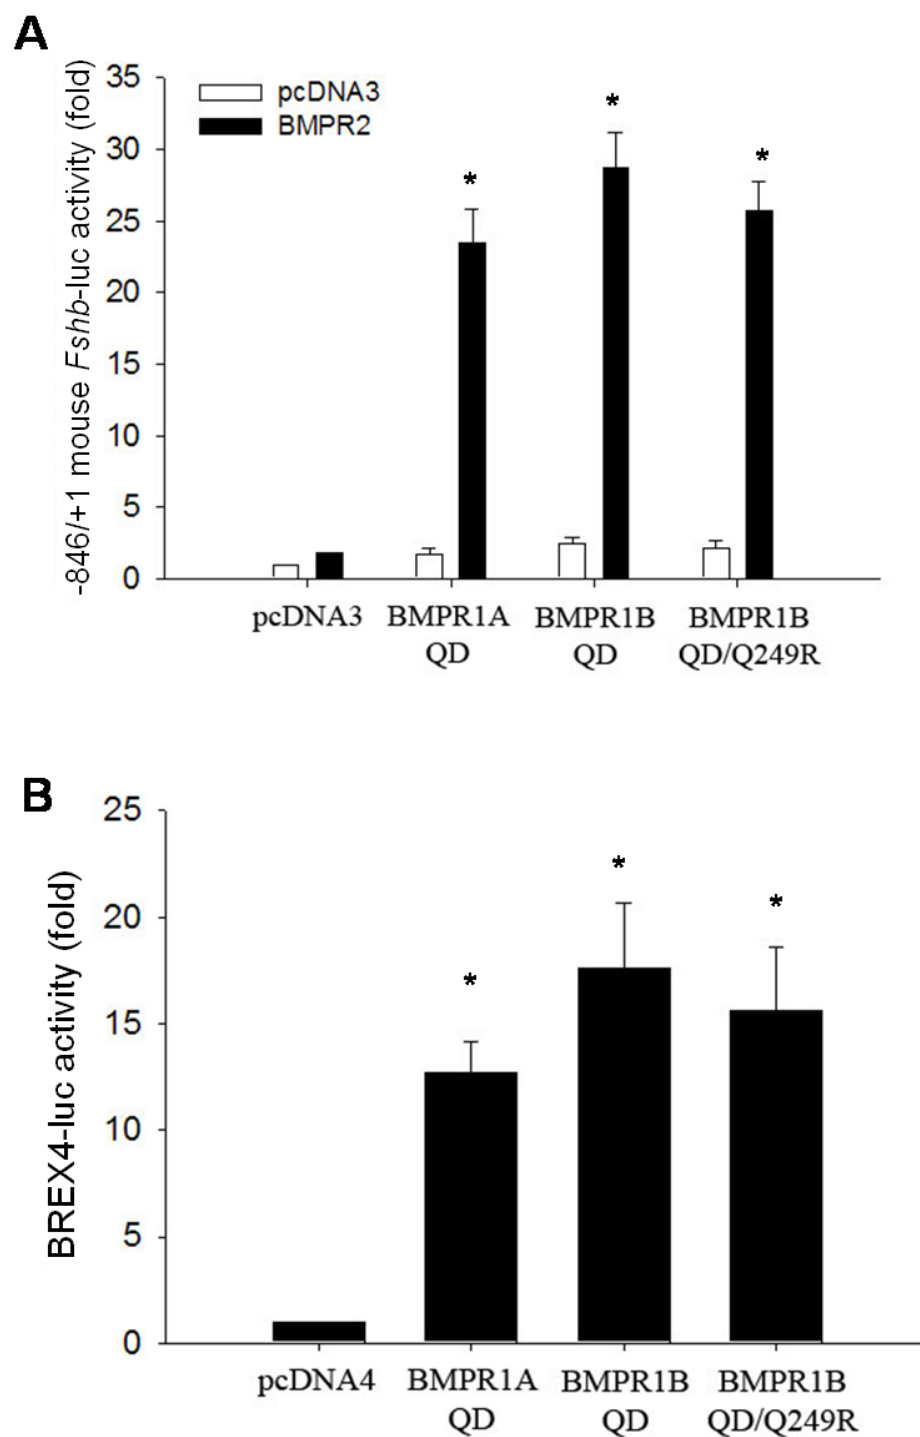 A
-846/+1 mouse Fshb-luc activity (fold)
35
30
25
20
15
10
5
0
pcDNA3
BMPR2
*
*
*
pcDNA3
BMPR1A
QD
BMPR1B
QD
BMPR1B
QD/Q249R
B
BREX4-luc activity (fold)
25
20
15
10
5
0
*
*
*
pcDNA4
BMPR1A
QD
BMPR1B
QD
BMPR1B
QD/Q249R